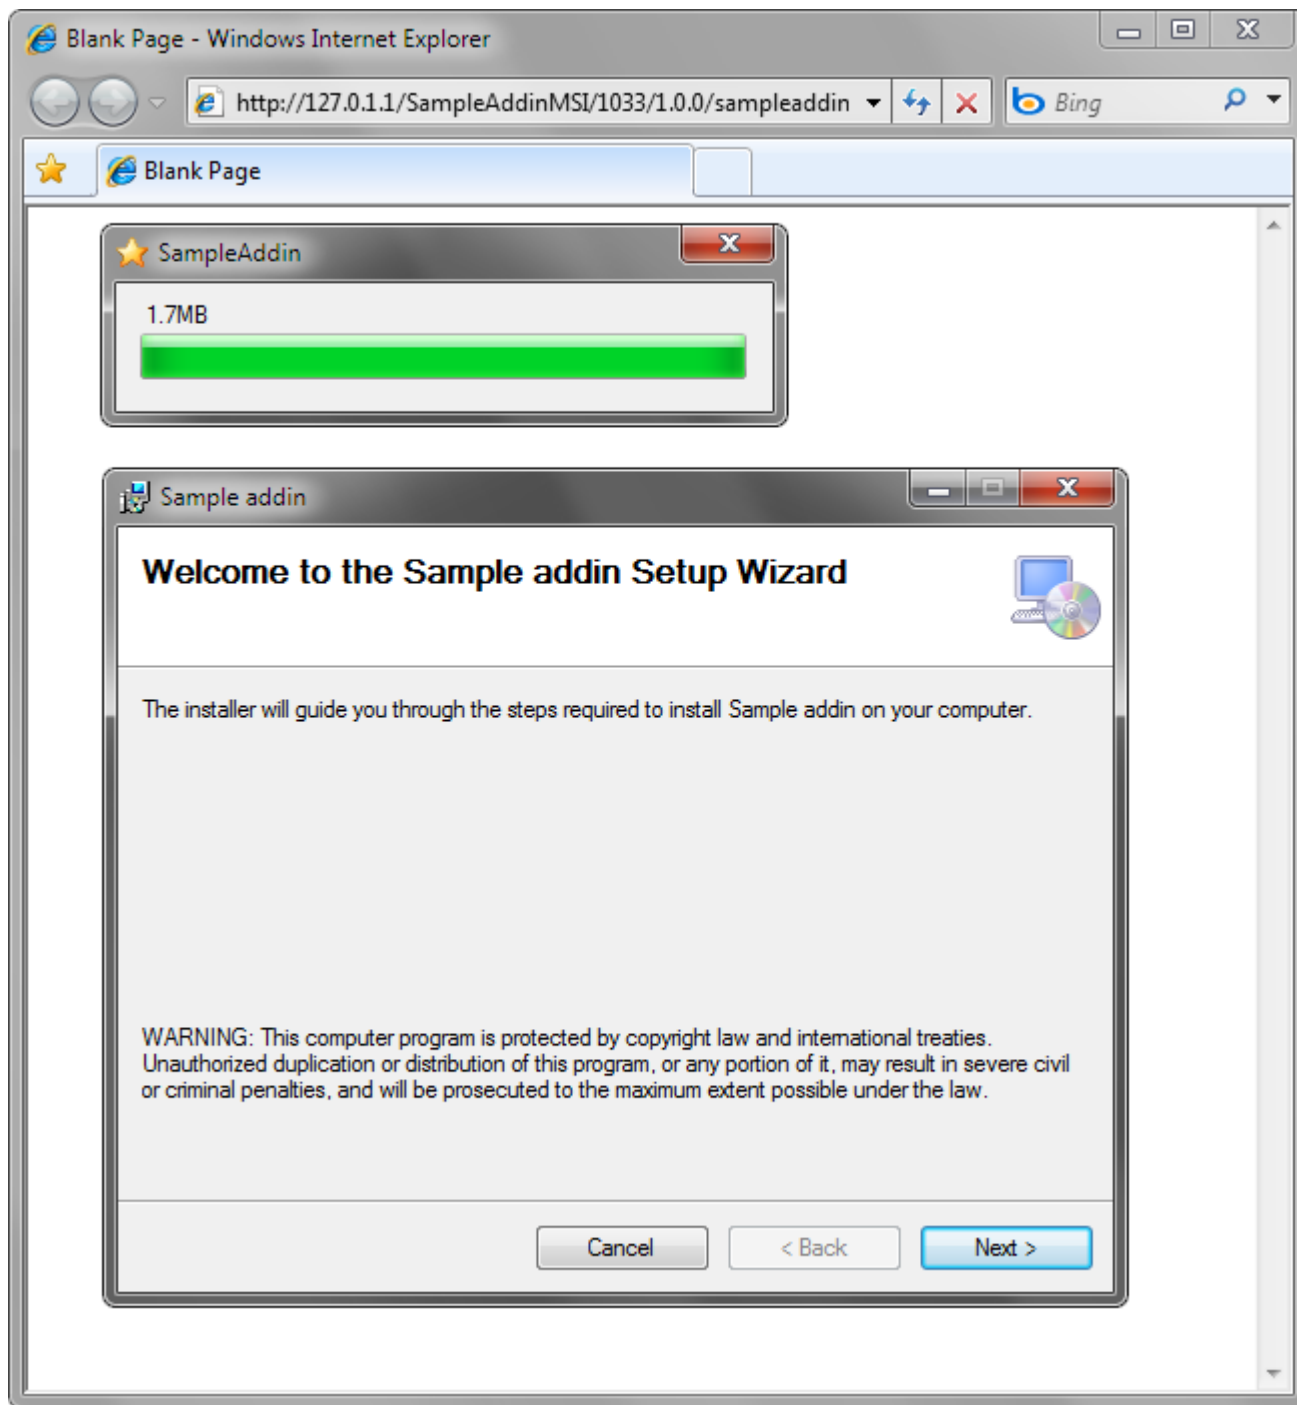 Blank Page - Windows Internet Explorer
http://127.0.1.1/SampleAddinMSI/1033/1.0.0/sampleaddin
Bing
Blank Page
SampleAddin
1.7MB
Sample addin
Welcome to the Sample addin Setup Wizard
The installer will guide you through the steps required to install Sample addin on your computer.
WARNING: This computer program is protected by copyright law and international treaties.
Unauthorized duplication or distribution of this program, or any portion of it, may result in severe civil
or criminal penalties, and will be prosecuted to the maximum extent possible under the law.
Cancel < Back Next >